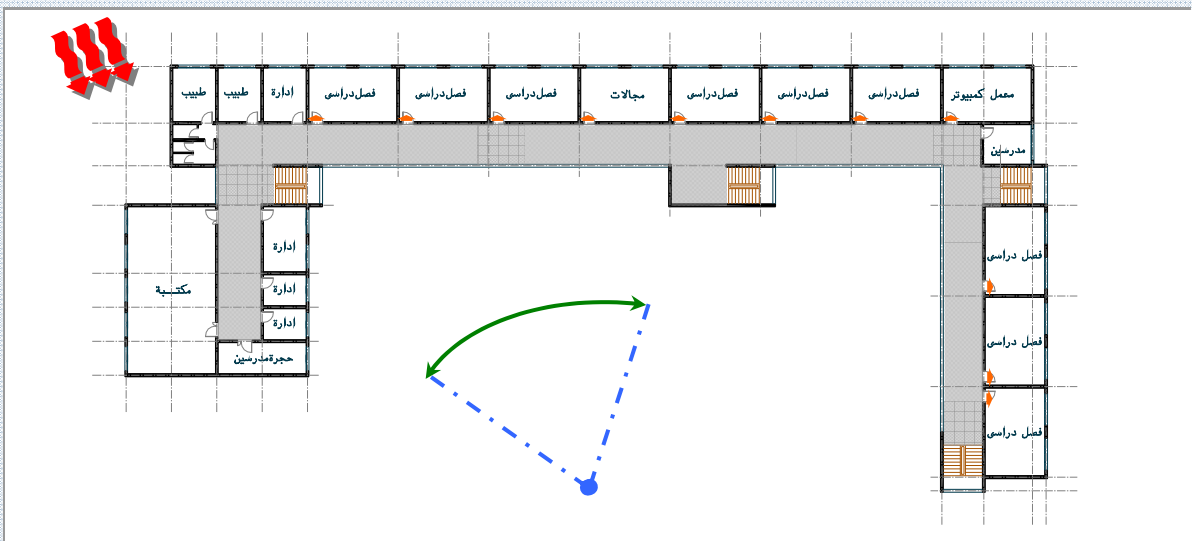 طبيب
طبيب
ادارة
فصل دراسى
فصل دراسى
فصل دراسى
مجالات
فصل دراسى
فصل دراسى
فصل دراسى
معمل كمبيوتر
مدرسين
ادارة
مكتبة
ادارة
ادارة
حجرة مدرسين
فصل دراسى
فصل دراسى
فصل دراسى